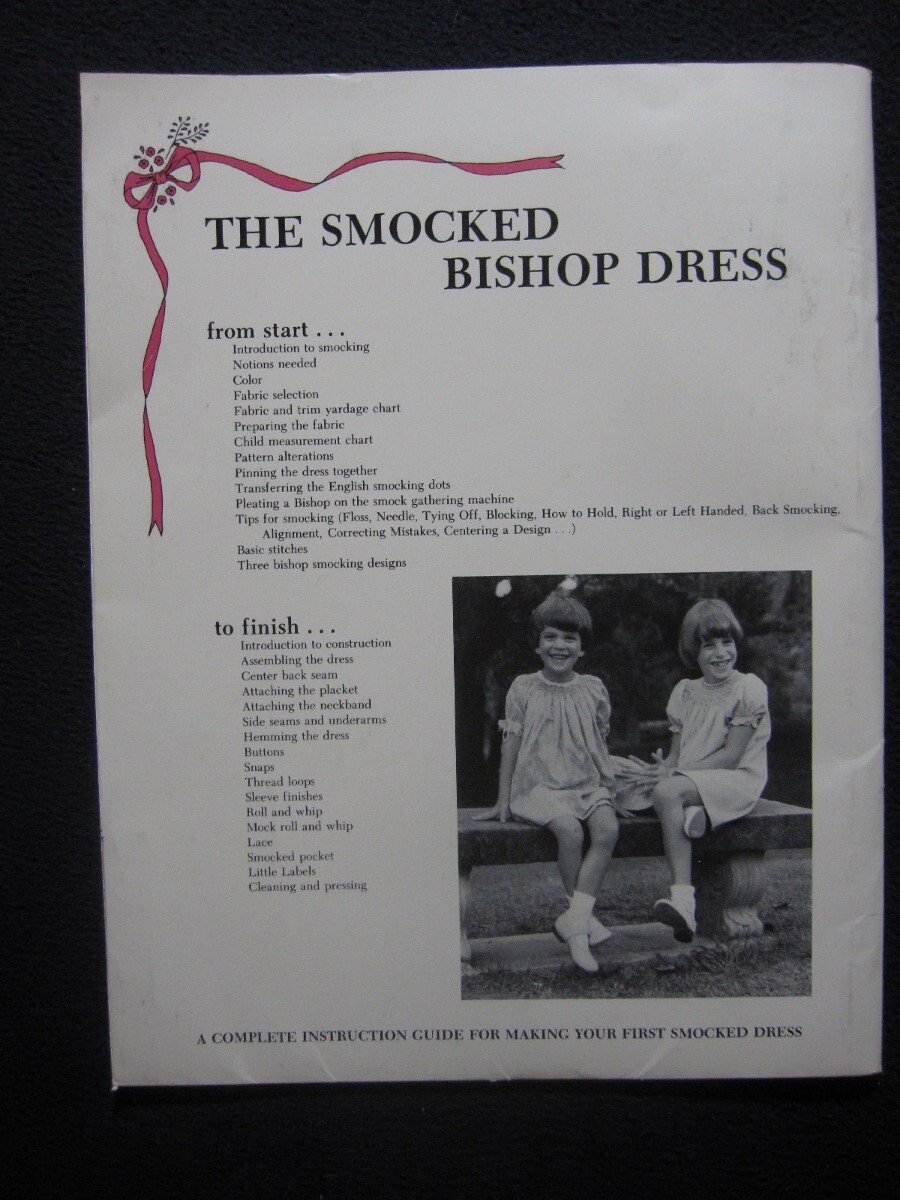 THE SMOCKED
BISHOP DRESS
from start . . .
Introduction to smocking
Notions needed
Color
Fabric selection
Fabric and trim yardage chart
Preparing the fabric
Child measurement chart
Pattern alterations
Pinning the dress together
Transferring the English smocking dots
Pleating a Bishop on the smock gathering machine
Tips for smocking (Floss, Needle, Tying Off, Blocking, How to Hold, Right or Left Handed, Back Smocking,
Alignment, Correcting Mistakes, Centering a Design . . .)
Basic stitches
Three bishop smocking designs
to finish . . .
Introduction to construction
Assembling the dress
Center back seam
Attaching the placket
Attaching the neckband
Side seams and underarms
Hemming the dress
Buttons
Snaps
Thread loops
Sleeve finishes
Roll and whip
Mock roll and whip
Lace
Smocked pocket
Little Labels
Cleaning and pressing
A COMPLETE INSTRUCTION GUIDE FOR MAKING YOUR FIRST SMOCKED DRESS